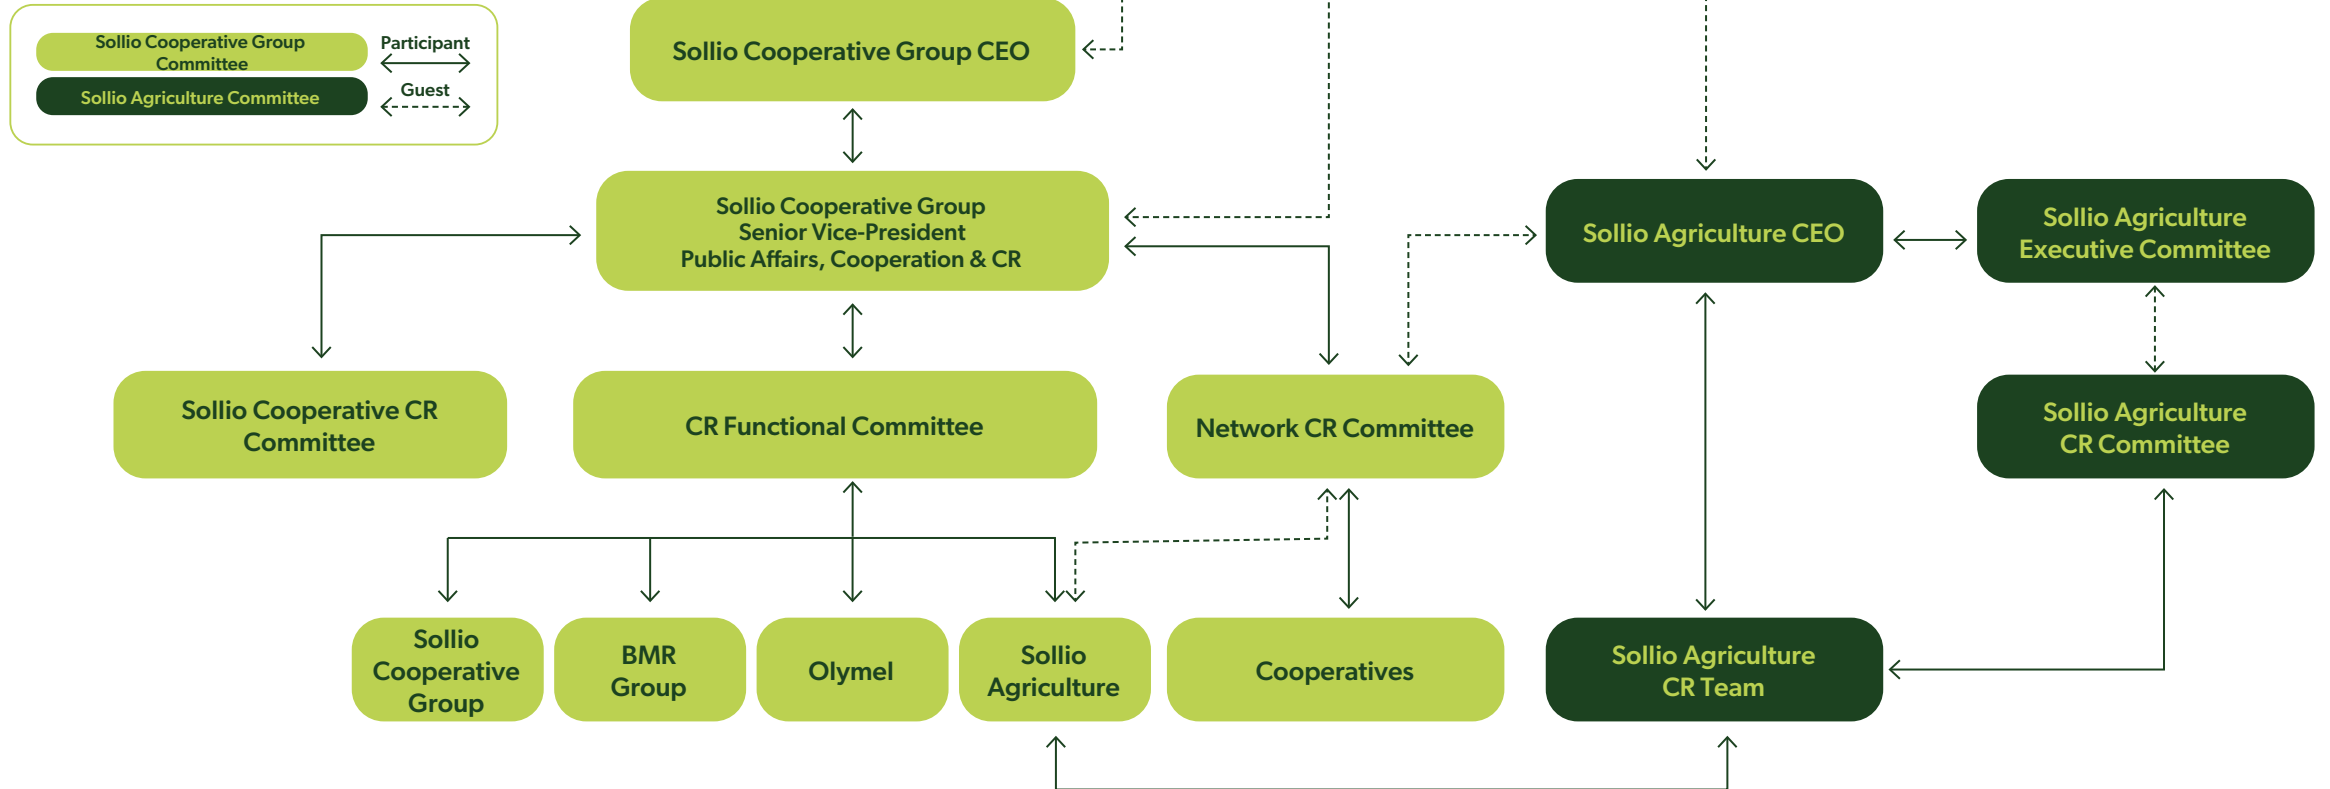 Sollio Cooperative Group
Committee
Participant
Sollio Agriculture Committee
Guest
Sollio Cooperative Group CEO
Sollio Cooperative Group
Senior Vice-President
Public Affairs, Cooperation & CR
Sollio Agriculture CEO
Sollio Agriculture
Executive Committee
Sollio Cooperative CR
Committee
CR Functional Committee
Network CR Committee
Sollio Agriculture
CR Committee
Sollio
Cooperative
Group
BMR
Group
Olymel
Sollio
Agriculture
Cooperatives
Sollio Agriculture
CR Team